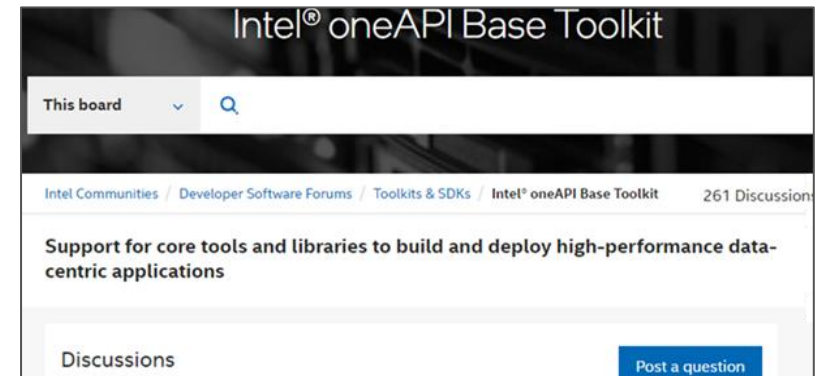 Intel® oneAPI Base Toolkit
This board
Intel Communities / Developer Software Forums / Toolkits & SDKs / Intel® oneAPI Base Toolkit 261 Discussions
Support for core tools and libraries to build and deploy high-performance data-
centric applications
Discussions
Post a question